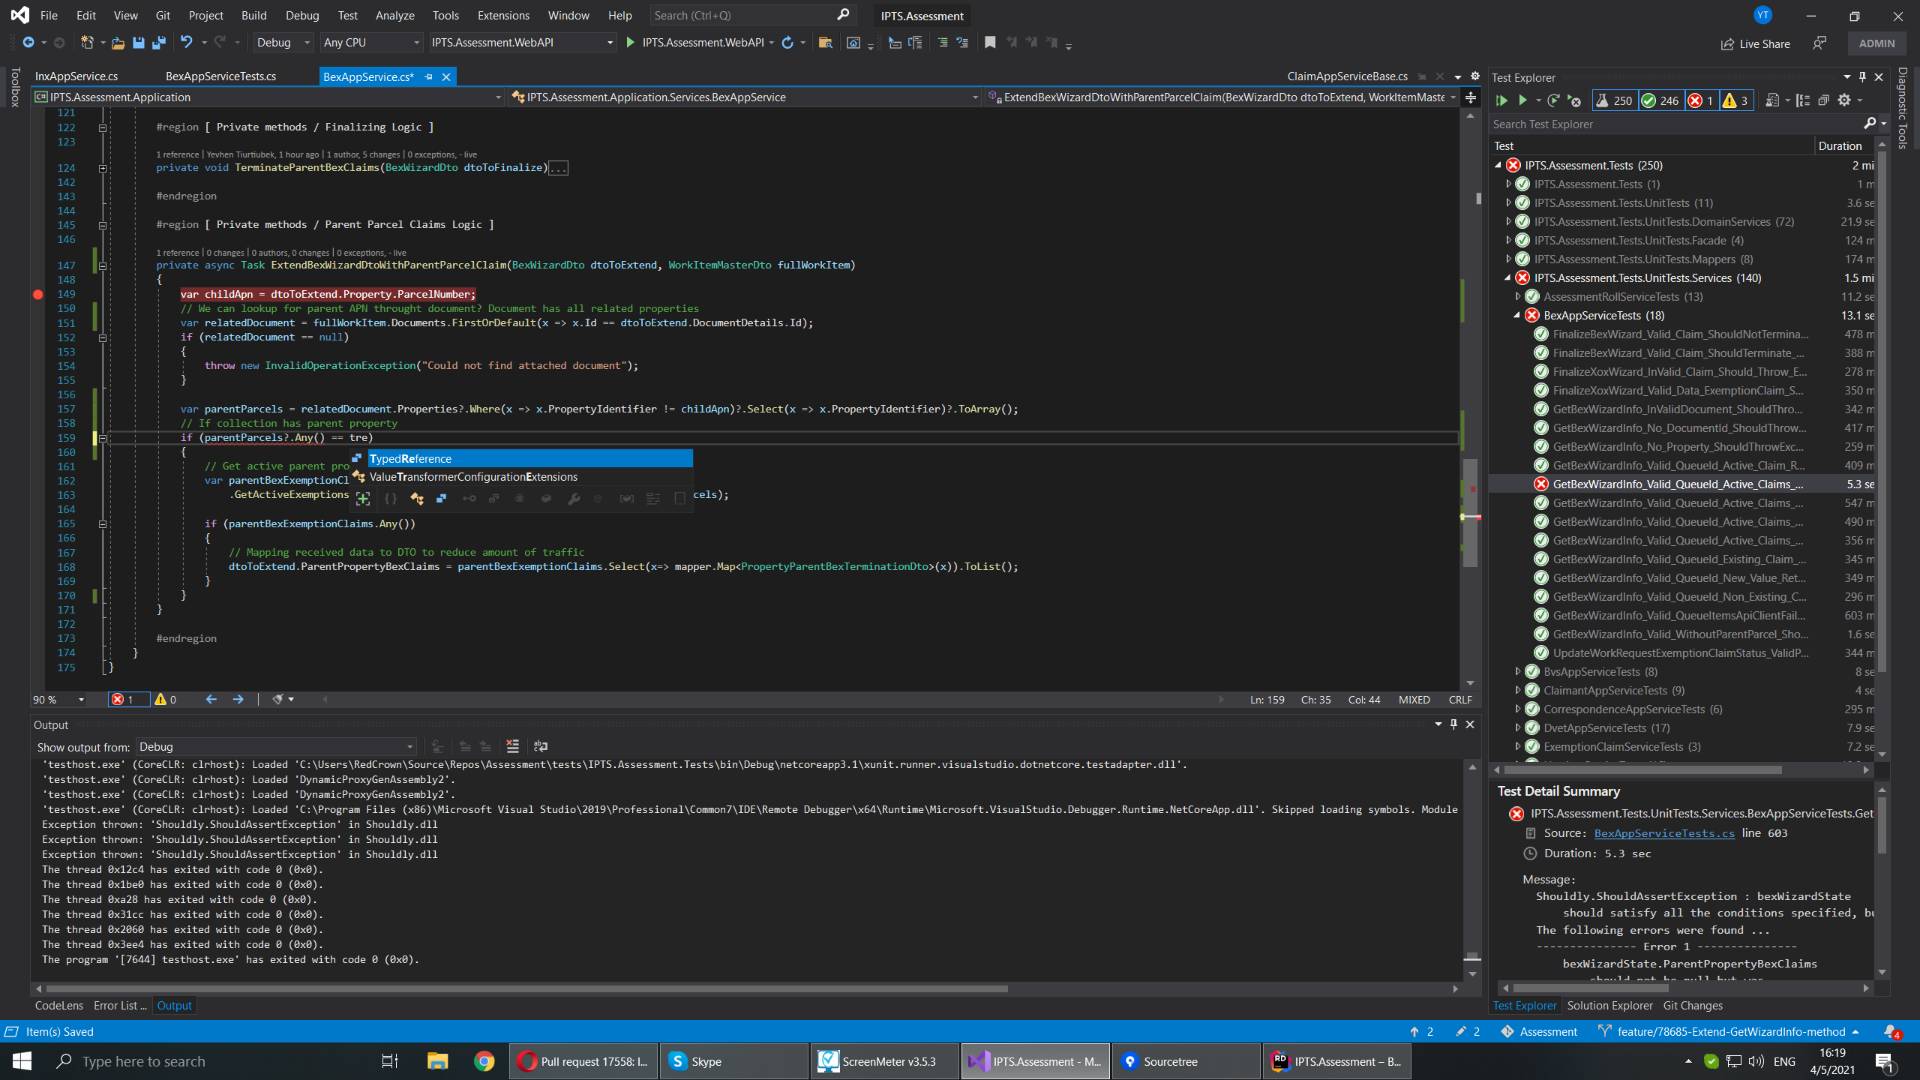 File Edit View Git Project Build Debug Test Analyze Tools Extensions Window Help Search (Ctrl+Q) IPTS.Assessment YT
Debug Any CPU IPTS.Assessment.WebAPI IPTS.Assessment.WebAPI Live Share ADMIN
Toolbox
InxAppService.cs BexAppServiceTests.cs BexAppService.cs* ClaimAppServiceBase.cs
IPTS.Assessment.Application IPTS.Assessment.Application.Services.BexAppService ExtendBexWizardDtoWithParentParcelClaim(BexWizardDto dtoToExtend, WorkItemMaste
121
122 #region [ Private methods / Finalizing Logic ]
123
1 reference | Yevhen Tiurtiubek, 1 hour ago | 1 author, 5 changes | 0 exceptions, - live
124 private void TerminateParentBexClaims(BexWizardDto dtoToFinalize)...
142
143 #endregion
144
145 #region [ Private methods / Parent Parcel Claims Logic ]
146
1 reference | 0 changes | 0 authors, 0 changes | 0 exceptions, - live
147 private async Task ExtendBexWizardDtoWithParentParcelClaim(BexWizardDto dtoToExtend, WorkItemMasterDto fullWorkItem)
148 {
149 var childApn = dtoToExtend.Property.ParcelNumber;
150 // We can lookup for parent APN throught document? Document has all related properties
151 var relatedDocument = fullWorkItem.Documents.FirstOrDefault(x => x.Id == dtoToExtend.DocumentDetails.Id);
152 if (relatedDocument == null)
153 {
154 throw new InvalidOperationException("Could not find attached document");
155 }
156
157 var parentParcels = relatedDocument.Properties?.Where(x => x.PropertyIdentifier != childApn)?.Select(x => x.PropertyIdentifier)?.ToArray();
158 // If collection has parent property
159 if (parentParcels?.Any() == tre)
160 {
TypedReference
161 // Get active parent pro
162 var parentBexExemptionCl
ValueTransformerConfigurationExtensions
163 .GetActiveExemptions cels);
164
165 if (parentBexExemptionClaims.Any())
166 {
167 // Mapping received data to DTO to reduce amount of traffic
168 dtoToExtend.ParentPropertyBexClaims = parentBexExemptionClaims.Select(x=> mapper.Map<PropertyParentBexTerminationDto>(x)).ToList();
169 }
170 }
171 }
172
173 #endregion
174 }
175 }
90 % 1 0 Ln: 159 Ch: 35 Col: 44 MIXED CRLF
Output
Show output from: Debug
'testhost.exe' (CoreCLR: clrhost): Loaded 'C:\Users\RedCrown\Source\Repos\Assessment\tests\IPTS.Assessment.Tests\bin\Debug\netcoreapp3.1\xunit.runner.visualstudio.dotnetcore.testadapter.dll'.
'testhost.exe' (CoreCLR: clrhost): Loaded 'DynamicProxyGenAssembly2'.
'testhost.exe' (CoreCLR: clrhost): Loaded 'DynamicProxyGenAssembly2'.
'testhost.exe' (CoreCLR: clrhost): Loaded 'C:\Program Files (x86)\Microsoft Visual Studio\2019\Professional\Common7\IDE\Remote Debugger\x64\Runtime\Microsoft.VisualStudio.Debugger.Runtime.NetCoreApp.dll'. Skipped loading symbols. Module
Exception thrown: 'Shouldly.ShouldAssertException' in Shouldly.dll
Exception thrown: 'Shouldly.ShouldAssertException' in Shouldly.dll
Exception thrown: 'Shouldly.ShouldAssertException' in Shouldly.dll
The thread 0x12c4 has exited with code 0 (0x0).
The thread 0x1be0 has exited with code 0 (0x0).
The thread 0xa28 has exited with code 0 (0x0).
The thread 0x31cc has exited with code 0 (0x0).
The thread 0x2060 has exited with code 0 (0x0).
The thread 0x3ee4 has exited with code 0 (0x0).
The program '[7644] testhost.exe' has exited with code 0 (0x0).
CodeLens Error List ... Output
Test Explorer
Diagnostic Tools
250 246 1 3
Search Test Explorer
Test Duration
IPTS.Assessment.Tests (250) 2 mi
IPTS.Assessment.Tests (1) 1 m
IPTS.Assessment.Tests.UnitTests (11) 3.6 se
IPTS.Assessment.Tests.UnitTests.DomainServices (72) 21.9 se
IPTS.Assessment.Tests.UnitTests.Facade (4) 124 m
IPTS.Assessment.Tests.UnitTests.Mappers (8) 174 m
IPTS.Assessment.Tests.UnitTests.Services (140) 1.5 mi
AssessmentRollServiceTests (13) 11.2 se
BexAppServiceTests (18) 13.1 se
FinalizeBexWizard_Valid_Claim_ShouldNotTermina... 478 m
FinalizeBexWizard_Valid_Claim_ShouldTerminate_... 388 m
FinalizeXoxWizard_InValid_Claim_Should_Throw_E... 278 m
FinalizeXoxWizard_Valid_Data_ExemptionClaim_S... 350 m
GetBexWizardInfo_InValidDocument_ShouldThro... 342 m
GetBexWizardInfo_No_DocumentId_ShouldThrow... 417 m
GetBexWizardInfo_No_Property_ShouldThrowExc... 259 m
GetBexWizardInfo_Valid_QueueId_Active_Claim_R... 409 m
GetBexWizardInfo_Valid_QueueId_Active_Claims_... 5.3 se
GetBexWizardInfo_Valid_QueueId_Active_Claims_... 547 m
GetBexWizardInfo_Valid_QueueId_Active_Claims_... 490 m
GetBexWizardInfo_Valid_QueueId_Active_Claims_... 356 m
GetBexWizardInfo_Valid_QueueId_Existing_Claim_... 345 m
GetBexWizardInfo_Valid_QueueId_New_Value_Ret... 349 m
GetBexWizardInfo_Valid_QueueId_Non_Existing_C... 296 m
GetBexWizardInfo_Valid_QueueItemsApiClientFail... 603 m
GetBexWizardInfo_Valid_WithoutParentParcel_Sho... 1.6 se
UpdateWorkRequestExemptionClaimStatus_ValidP... 344 m
BvsAppServiceTests (8) 8 se
ClaimantAppServiceTests (9) 4 se
CorrespondenceAppServiceTests (6) 295 m
DvetAppServiceTests (17) 7.9 se
ExemptionClaimServiceTests (3) 7.2 se
Test Detail Summary
IPTS.Assessment.Tests.UnitTests.Services.BexAppServiceTests.Get
Source: BexAppServiceTests.cs line 603
Duration: 5.3 sec
Message:
Shouldly.ShouldAssertException : bexWizardState
should satisfy all the conditions specified, bu
The following errors were found ...
--------------- Error 1 ---------------
bexWizardState.ParentPropertyBexClaims
should not be null but was
Test Explorer Solution Explorer Git Changes
Item(s) Saved 2 2 Assessment feature/78685-Extend-GetWizardInfo-method 4
Type here to search Pull request 17558: I... Skype ScreenMeter v3.5.3 IPTS.Assessment - M... Sourcetree IPTS.Assessment – B... ENG 16:19
4/5/2021 1